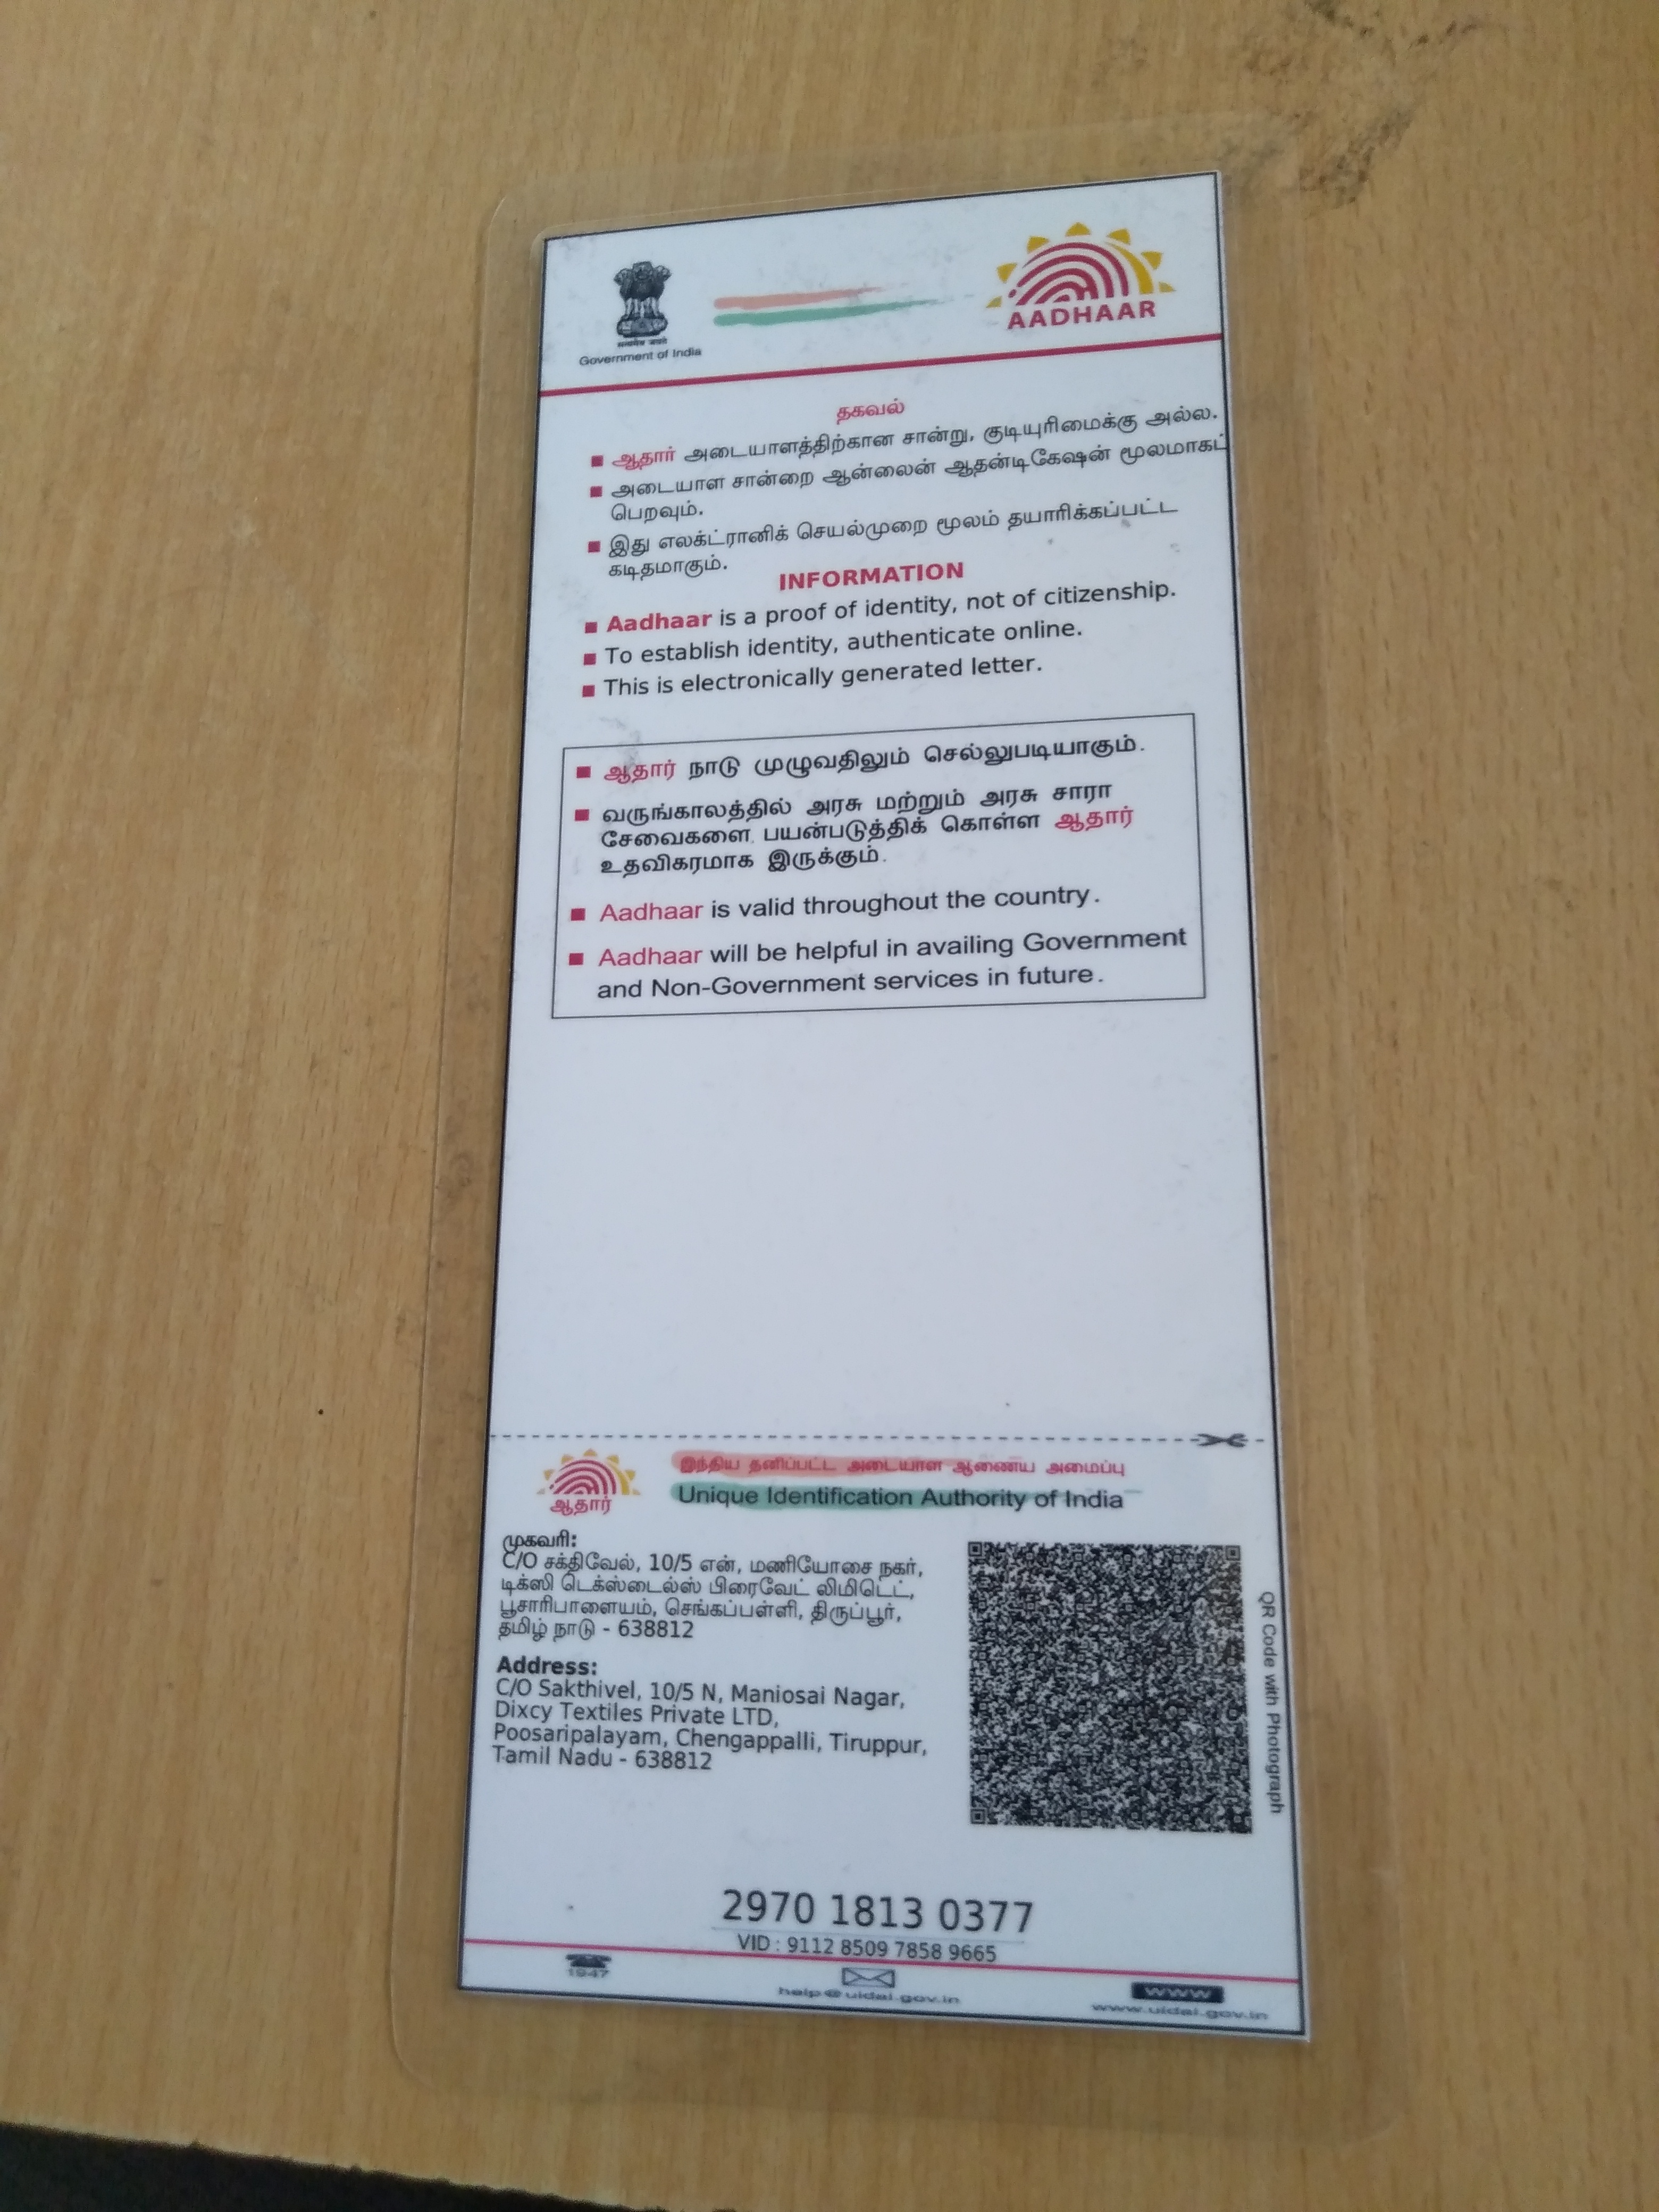 सत्यमेव जयते
Government of India
AADHAAR
தகவல்
ஆதார் அடையாளத்திற்கான சான்று, குடியுரிமைக்கு அல்ல.
அடையாள சான்றை ஆன்லைன் ஆதன்டிகேஷன் மூலமாகப்
பெறவும்.
இது எலக்ட்ரானிக் செயல்முறை மூலம் தயாரிக்கப்பட்ட
கடிதமாகும்.
INFORMATION
Aadhaar is a proof of identity, not of citizenship.
To establish identity, authenticate online.
This is electronically generated letter.
ஆதார் நாடு முழுவதிலும் செல்லுபடியாகும்.
வருங்காலத்தில் அரசு மற்றும் அரசு சாரா
சேவைகளை பயன்படுத்திக் கொள்ள ஆதார்
உதவிகரமாக இருக்கும்.
Aadhaar is valid throughout the country.
Aadhaar will be helpful in availing Government
and Non-Government services in future.
ஆதார்
இந்திய தனிப்பட்ட அடையாள ஆணைய அமைப்பு
Unique Identification Authority of India
முகவரி:
C/O சக்திவேல், 10/5 என், மணியோசை நகர்,
டிக்ஸி டெக்ஸ்டைல்ஸ் பிரைவேட் லிமிடெட்,
பூசாரிபாளையம், செங்கப்பள்ளி, திருப்பூர்,
தமிழ் நாடு - 638812
Address:
C/O Sakthivel, 10/5 N, Maniosai Nagar,
Dixcy Textiles Private LTD,
Poosaripalayam, Chengappalli, Tiruppur,
Tamil Nadu - 638812
QR Code with Photograph
2970 1813 0377
VID : 9112 8509 7858 9665
1947
help@uidai.gov.in
www
www.uidai.gov.in